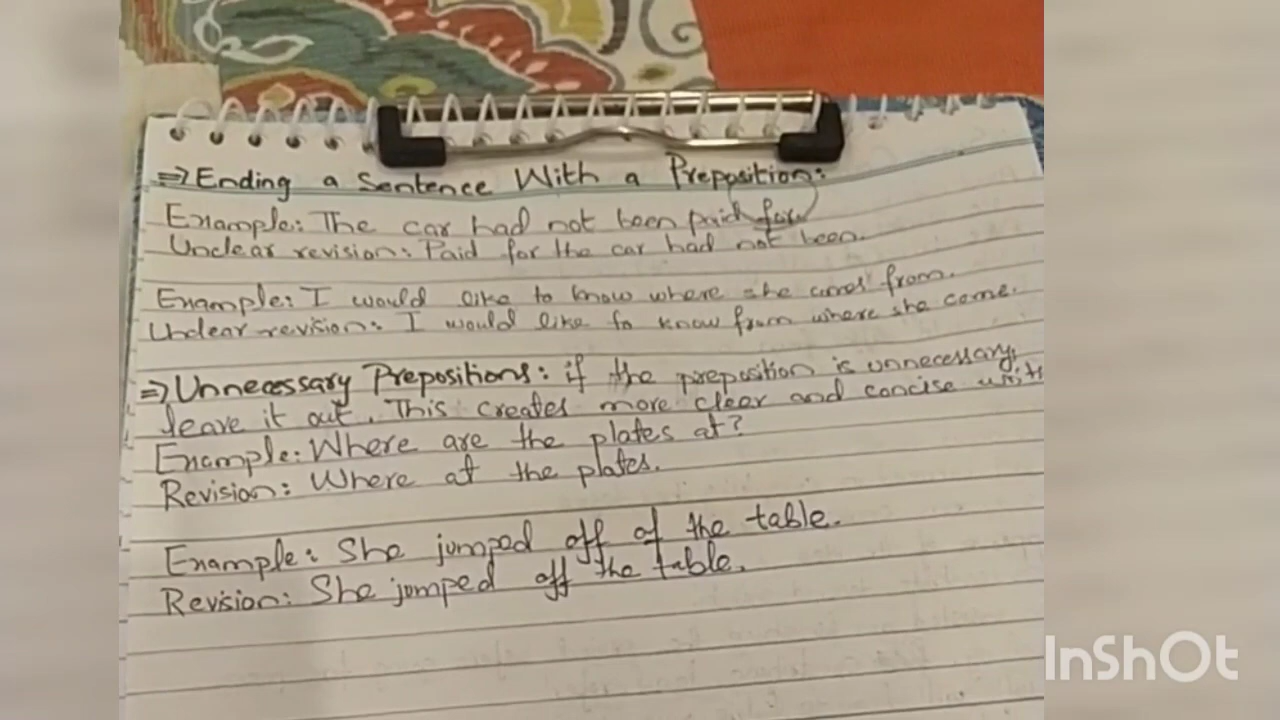 ⇒ Ending a Sentence With a Preposition:
Example: The car had not been paid for.
Unclear revision: Paid for the car had not been.
Example: I would like to know where she comes from.
Unclear revision: I would like to know from where she come.
⇒ Unnecessary Prepositions: if the preposition is unnecessary,
leave it out. This creates more clear and concise
Example: Where are the plates at?
Revision: Where at the plates.
Example: She jumped off of the table.
Revision: She jumped off the table.
InShOt